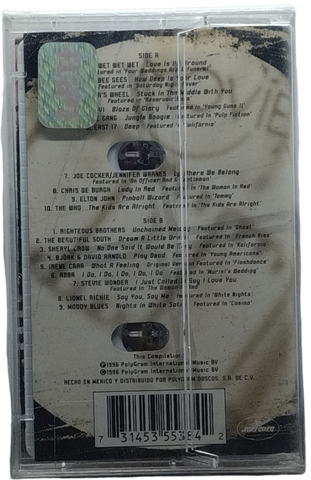 SIDE A
WET WET WET Love Is All Around
Featured in "Four Weddings And A Funeral"
BEE GEES How Deep Is Your Love
Featured in "Saturday Night Fever"
WHEEL Stuck In The Middle With You
Featured in "Reservoir Dogs"
Blaze Of Glory Featured in "Young Guns II"
GANG Jungle Boogie Featured in "Pulp Fiction"
EAST 17 Deep Featured in "Kalifornia"
7. JOE COCKER/JENNIFER WARNES Up Where We Belong
Featured in "An Officer And A Gentleman"
8. CHRIS DE BURGH Lady In Red Featured in "The Woman In Red"
9. ELTON JOHN Pinball Wizard Featured in "Tommy"
10. THE WHO The Kids Are Alright Featured in "The Kids Are Alright"
SIDE B
1. RIGHTEOUS BROTHERS Unchained Melody Featured in "Ghost"
2. THE BEAUTIFUL SOUTH Dream A Little Dream Featured in "French Kiss"
3. SHERYL CROW No One Said It Would Be Easy Featured in "Kalifornia"
4. BJÖRK & DAVID ARNOLD Play Dead Featured in "Young Americans"
5. IRENE CARA What A Feeling Original Version Featured in "Flashdance"
6. ABBA I Do, I Do, I Do, I Do, I Do Featured in "Muriel's Wedding"
7. STEVIE WONDER I Just Called To Say I Love You
Featured in "The Woman
8. LIONEL RICHIE Say You, Say Me Featured in "White Nights"
9. MOODY BLUES Nights In White Satin Featured in "Casino"
This Compilation
℗ 1996 PolyGram International Music BV
© 1996 PolyGram International Music BV
HECHO EN MEXICO Y DISTRIBUIDO POR POLYGRAM DISCOS, S.A. DE C.V.
7 31453 55384 2